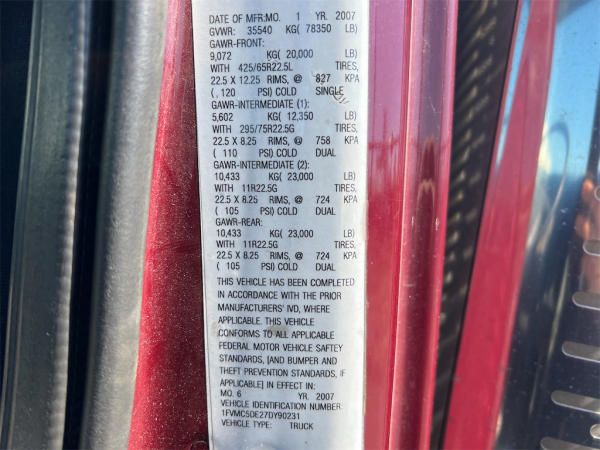 DATE OF MFR:MO. 1 YR. 2007
GVWR: 35540 KG( 78350 LB)
GAWR-FRONT:
9,072 KG( 20,000 LB)
WITH 425/65R22.5L TIRES,
22.5 X 12.25 RIMS, @ 827 KPA
( , 120 PSI) COLD SINGLE
GAWR-INTERMEDIATE (1):
5,602 KG( 12,350 LB)
WITH 295/75R22.5G TIRES,
22.5 X 8.25 RIMS, @ 758 KPA
( 110 PSI) COLD DUAL
GAWR-INTERMEDIATE (2):
10,433 KG( 23,000 LB)
WITH 11R22.5G TIRES,
22.5 X 8.25 RIMS, @ 724 KPA
( 105 PSI) COLD DUAL
GAWR-REAR:
10,433 KG( 23,000 LB)
WITH 11R22.5G TIRES,
22.5 X 8.25 RIMS, @ 724 KPA
( 105 PSI) COLD DUAL
THIS VEHICLE HAS BEEN COMPLETED
IN ACCORDANCE WITH THE PRIOR
MANUFACTURERS' IVD, WHERE
APPLICABLE. THIS VEHICLE
CONFORMS TO ALL APPLICABLE
FEDERAL MOTOR VEHICLE SAFTEY
STANDARDS, [AND BUMPER AND
THEFT PREVENTION STANDARDS, IF
APPLICABLE] IN EFFECT IN:
MO. 6 YR. 2007
VEHICLE IDENTIFICATION NUMBER:
1FVMC5DE27DY90231
VEHICLE TYPE: TRUCK